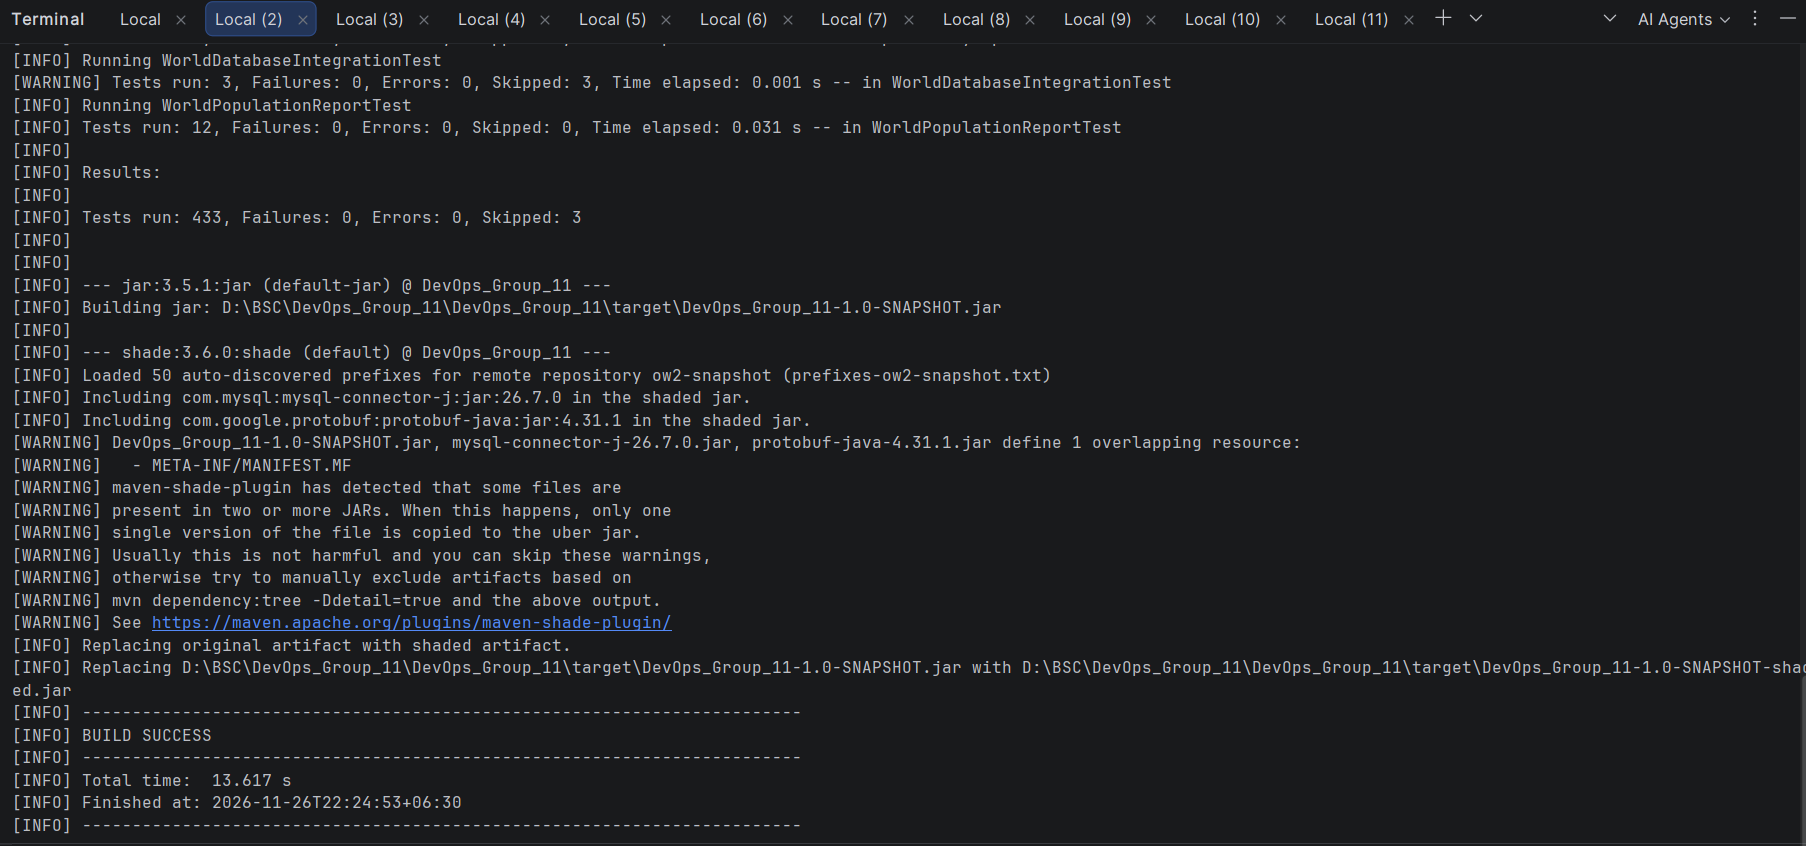 Terminal Local × Local (2) × Local (3) × Local (4) × Local (5) × Local (6) × Local (7) × Local (8) × Local (9) × Local (10) × Local (11) × AI Agents
[INFO] Running WorldDatabaseIntegrationTest
[WARNING] Tests run: 3, Failures: 0, Errors: 0, Skipped: 3, Time elapsed: 0.001 s -- in WorldDatabaseIntegrationTest
[INFO] Running WorldPopulationReportTest
[INFO] Tests run: 12, Failures: 0, Errors: 0, Skipped: 0, Time elapsed: 0.031 s -- in WorldPopulationReportTest
[INFO]
[INFO] Results:
[INFO]
[INFO] Tests run: 433, Failures: 0, Errors: 0, Skipped: 3
[INFO]
[INFO]
[INFO] --- jar:3.5.1:jar (default-jar) @ DevOps_Group_11 ---
[INFO] Building jar: D:\BSC\DevOps_Group_11\DevOps_Group_11\target\DevOps_Group_11-1.0-SNAPSHOT.jar
[INFO]
[INFO] --- shade:3.6.0:shade (default) @ DevOps_Group_11 ---
[INFO] Loaded 50 auto-discovered prefixes for remote repository ow2-snapshot (prefixes-ow2-snapshot.txt)
[INFO] Including com.mysql:mysql-connector-j:jar:26.7.0 in the shaded jar.
[INFO] Including com.google.protobuf:protobuf-java:jar:4.31.1 in the shaded jar.
[WARNING] DevOps_Group_11-1.0-SNAPSHOT.jar, mysql-connector-j-26.7.0.jar, protobuf-java-4.31.1.jar define 1 overlapping resource:
[WARNING]   - META-INF/MANIFEST.MF
[WARNING] maven-shade-plugin has detected that some files are
[WARNING] present in two or more JARs. When this happens, only one
[WARNING] single version of the file is copied to the uber jar.
[WARNING] Usually this is not harmful and you can skip these warnings,
[WARNING] otherwise try to manually exclude artifacts based on
[WARNING] mvn dependency:tree -Ddetail=true and the above output.
[WARNING] See https://maven.apache.org/plugins/maven-shade-plugin/
[INFO] Replacing original artifact with shaded artifact.
[INFO] Replacing D:\BSC\DevOps_Group_11\DevOps_Group_11\target\DevOps_Group_11-1.0-SNAPSHOT.jar with D:\BSC\DevOps_Group_11\DevOps_Group_11\target\DevOps_Group_11-1.0-SNAPSHOT-shad
ed.jar
[INFO] ------------------------------------------------------------------------
[INFO] BUILD SUCCESS
[INFO] ------------------------------------------------------------------------
[INFO] Total time:  13.617 s
[INFO] Finished at: 2026-11-26T22:24:53+06:30
[INFO] ------------------------------------------------------------------------